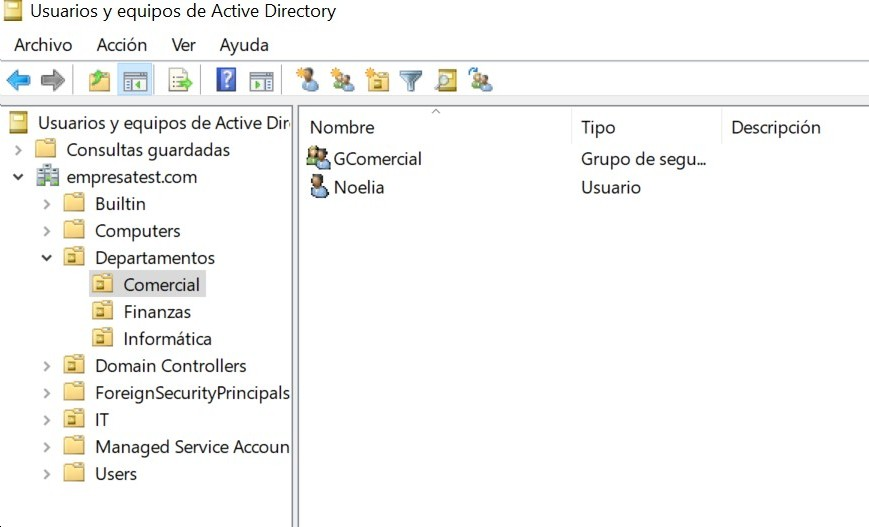 Usuarios y equipos de Active Directory
Archivo Acción Ver Ayuda
Usuarios y equipos de Active Dir
Consultas guardadas
empresatest.com
Builtin
Computers
Departamentos
Comercial
Finanzas
Informática
Domain Controllers
ForeignSecurityPrincipals
IT
Managed Service Accoun
Users
Nombre Tipo Descripción
GComercial Grupo de segu...
Noelia Usuario